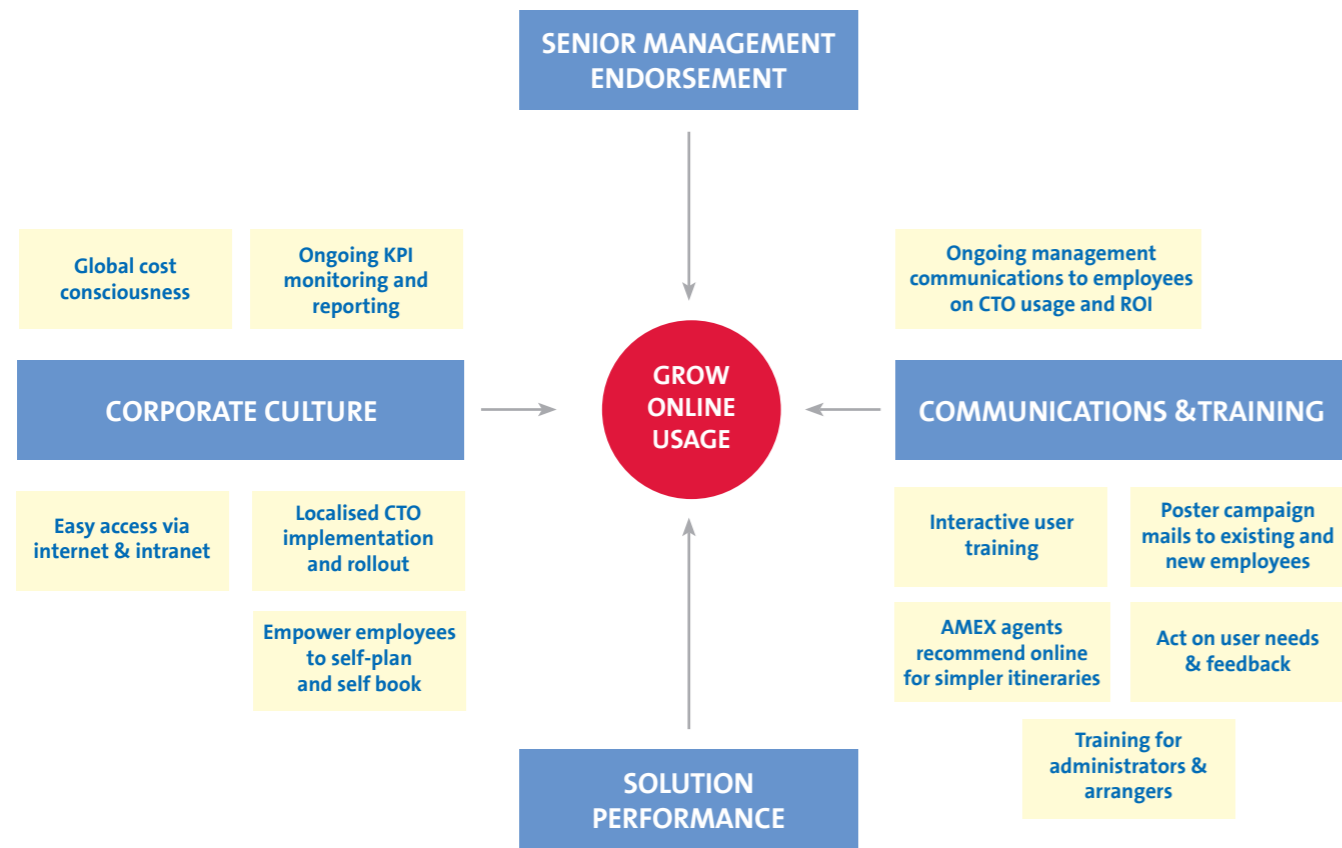 SENIOR MANAGEMENT
ENDORSEMENT
Global cost
consciousness
Ongoing KPI
monitoring and
reporting
Ongoing management
communications to employees
on CTO usage and ROI
CORPORATE CULTURE
GROW
ONLINE
USAGE
COMMUNICATIONS &TRAINING
Easy access via
internet & intranet
Localised CTO
implementation
and rollout
Empower employees
to self-plan
and self book
Interactive user
training
Poster campaign
mails to existing and
new employees
AMEX agents
recommend online
for simpler itineraries
Act on user needs
& feedback
Training for
administrators &
arrangers
SOLUTION
PERFORMANCE